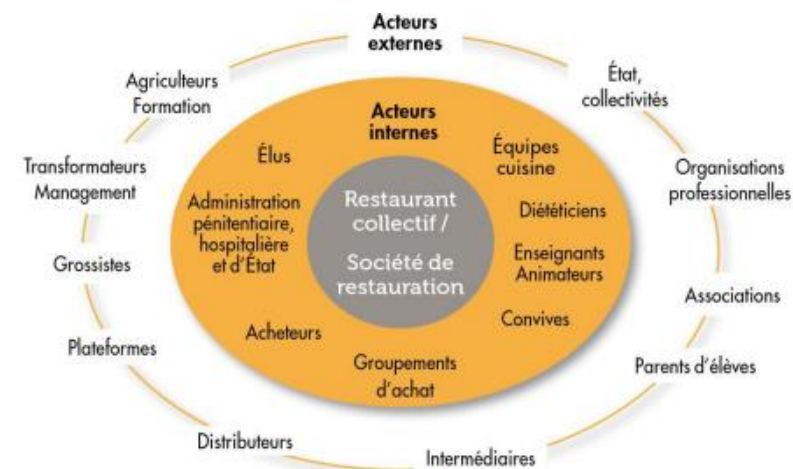 Acteurs
externes
Agriculteurs
Formation
État,
collectivités
Transformateurs
Management
Organisations
professionnelles
Grossistes
Associations
Plateformes
Parents d'élèves
Distributeurs
Intermédiaires
Acteurs
internes
Élus
Équipes
cuisine
Administration
pénitentiaire,
hospitalière
et d'État
Diététiciens
Enseignants
Animateurs
Acheteurs
Convives
Groupements
d'achat
Restaurant
collectif /
Société de
restauration